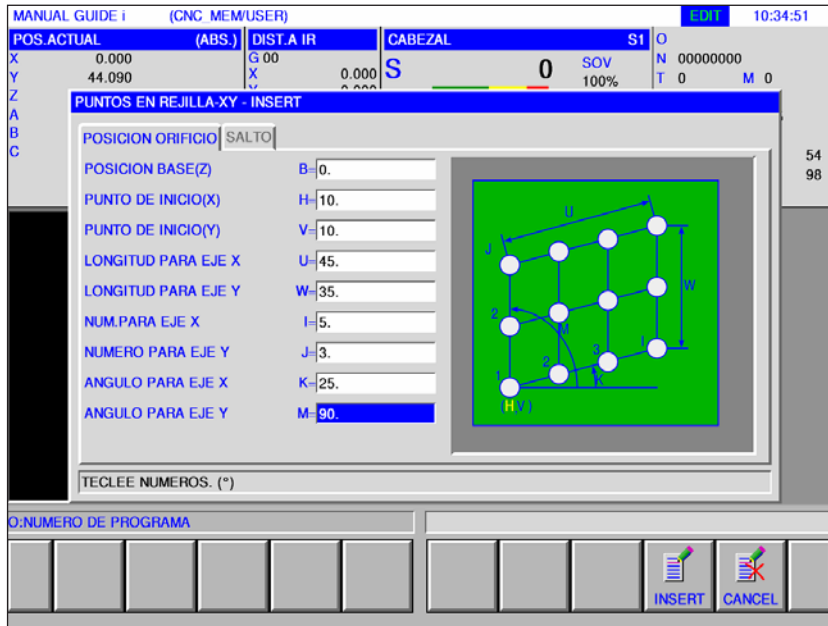 MANUAL GUIDE i (CNC_MEM/USER) EDIT 10:34:51
POS.ACTUAL (ABS.) DIST.A IR CABEZAL S1 O
X 0.000 G 00 N 00000000
Y 44.090 X 0.000 S 0 SOV 100% T 0 M 0
Z
A
B
C
54
98
PUNTOS EN REJILLA-XY - INSERT
POSICION ORIFICIO SALTO
POSICION BASE(Z) B=0.
PUNTO DE INICIO(X) H=10.
PUNTO DE INICIO(Y) V=10.
LONGITUD PARA EJE X U=45.
LONGITUD PARA EJE Y W=35.
NUM.PARA EJE X I=5.
NUMERO PARA EJE Y J=3.
ANGULO PARA EJE X K=25.
ANGULO PARA EJE Y M=90.
U
J
W
2
M
1 2 3 I
K
(H,V)
TECLEE NUMEROS. (°)
O:NUMERO DE PROGRAMA
INSERT CANCEL